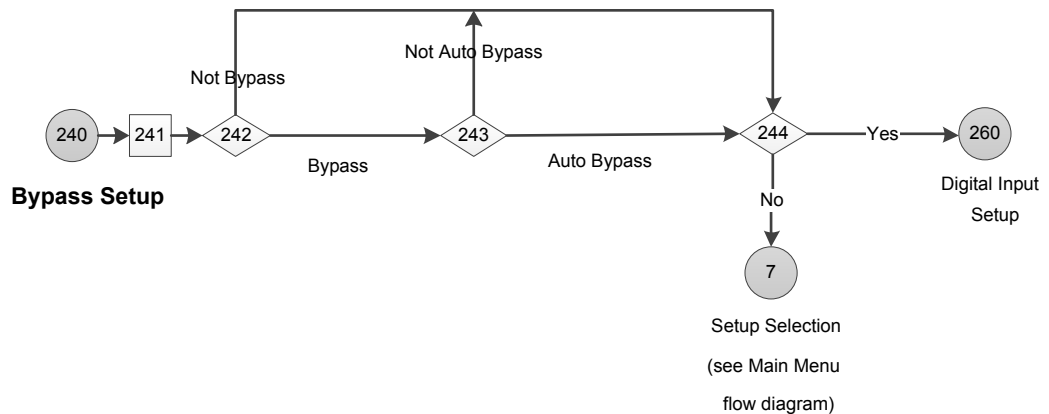 Not Auto Bypass
Not Bypass
240
241
242
243
244
Yes
260
Bypass
Auto Bypass
Bypass Setup
Digital Input
Setup
No
7
Setup Selection
(see Main Menu
flow diagram)